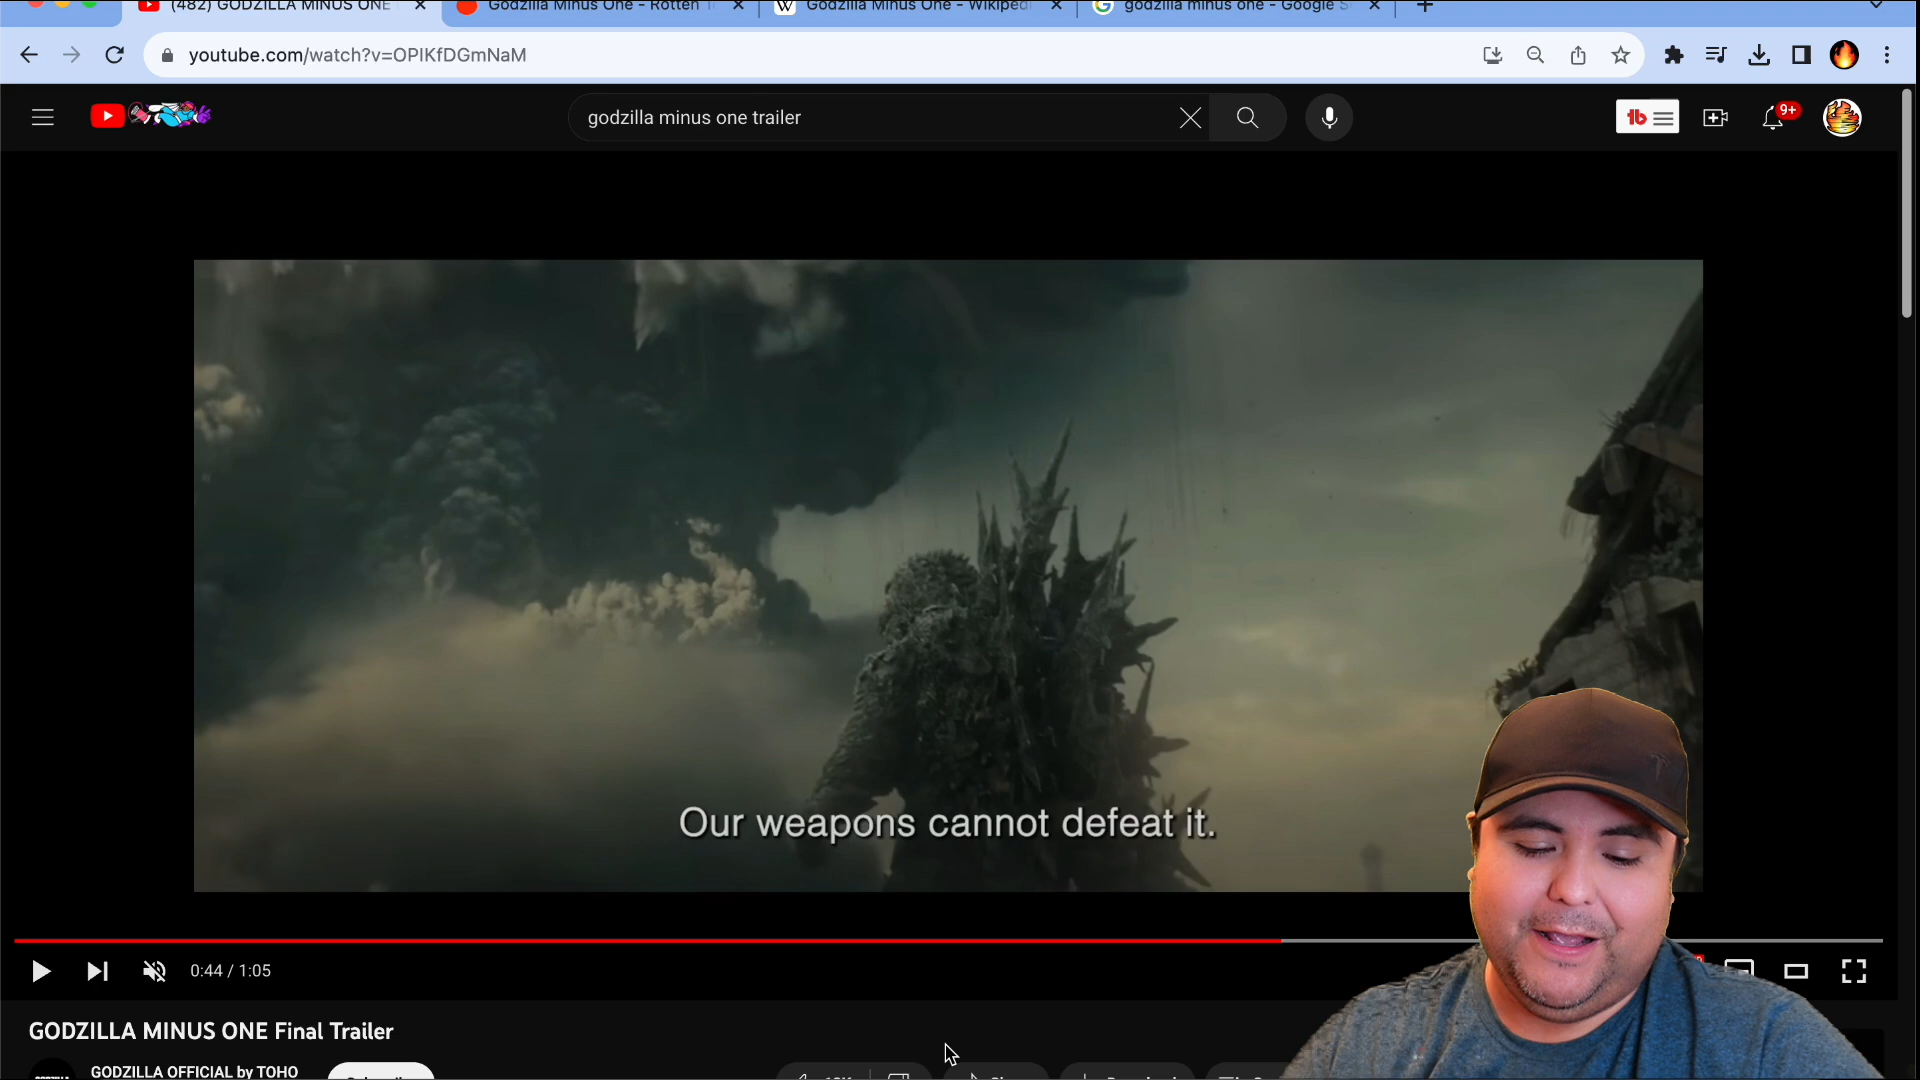 (482) GODZILLA MINUS ONE
Godzilla Minus One - Rotten T
Godzilla Minus One - Wikiped
godzilla minus one - Google S
youtube.com/watch?v=OPIKfDGmNaM
godzilla minus one trailer
9+
Our weapons cannot defeat it.
0:44 / 1:05
GODZILLA MINUS ONE Final Trailer
GODZILLA OFFICIAL by TOHO